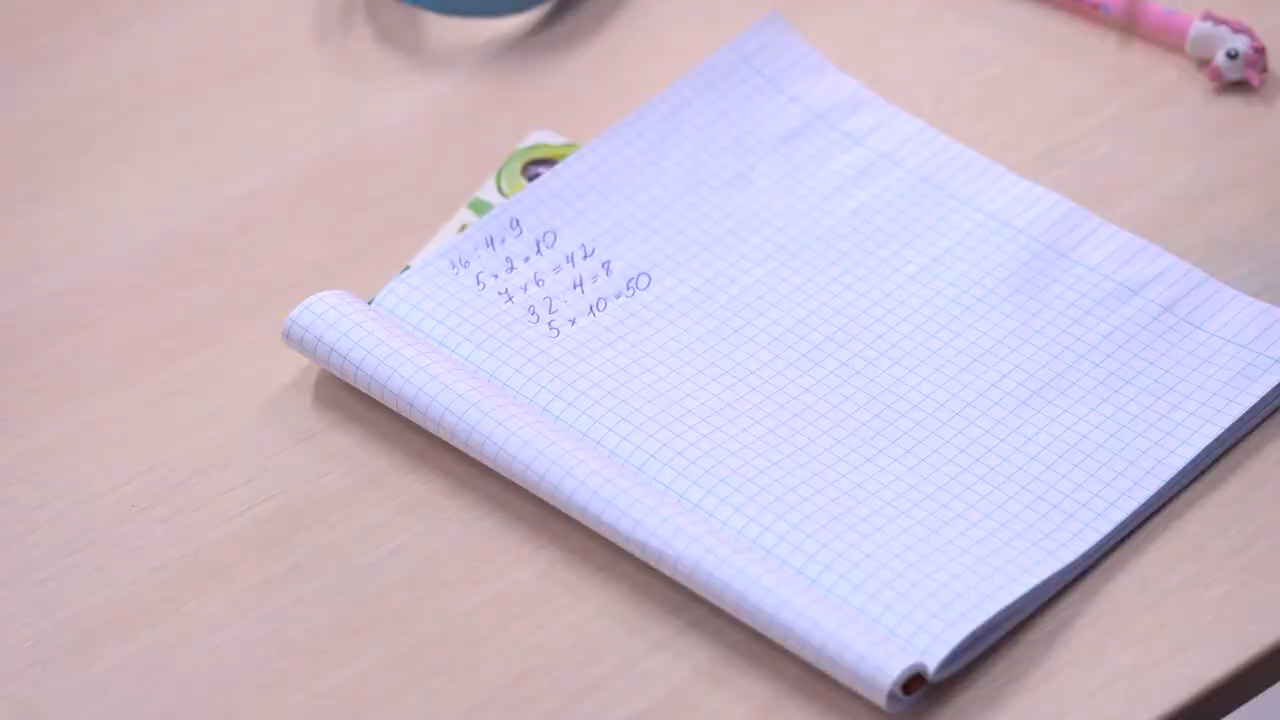 36 : 4 = 9
5 × 2 = 10
7 × 6 = 42
32 : 4 = 8
5 × 10 = 50